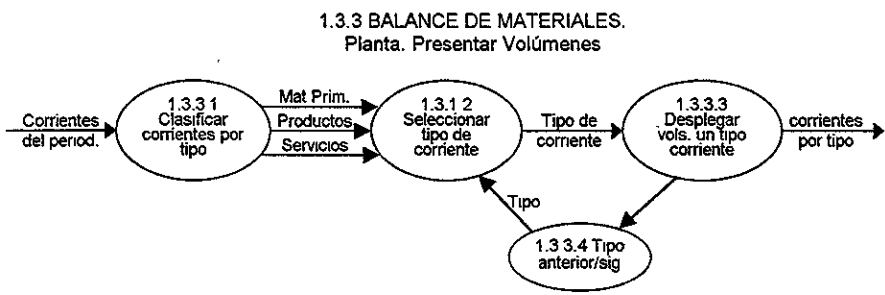 1.3.3 BALANCE DE MATERIALES.
Planta. Presentar Volúmenes
Corrientes
del period.
1.3.3 1
Clasificar
corrientes por
tipo
Mat Prim.
Productos
Servicios
1.3.1 2
Seleccionar
tipo de
corriente
Tipo de
corriente
1.3.3.3
Desplegar
vols. un tipo
corriente
corrientes
por tipo
Tipo
1.3 3.4 Tipo
anterior/sig